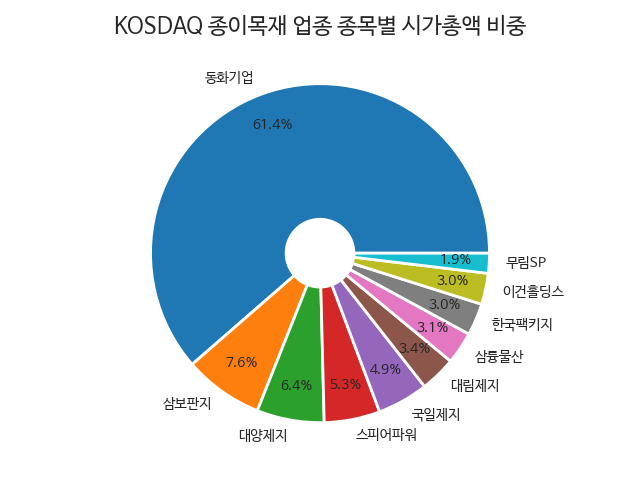 KOSDAQ 종이목재 업종 종목별 시가총액 비중
동화기업
61.4%
1.9%
무림SP
3.0%
이건홀딩스
3.0%
한국팩키지
3.1%
삼륭물산
3.4%
대림제지
4.9%
국일제지
5.3%
스피어파워
6.4%
대양제지
7.6%
삼보판지